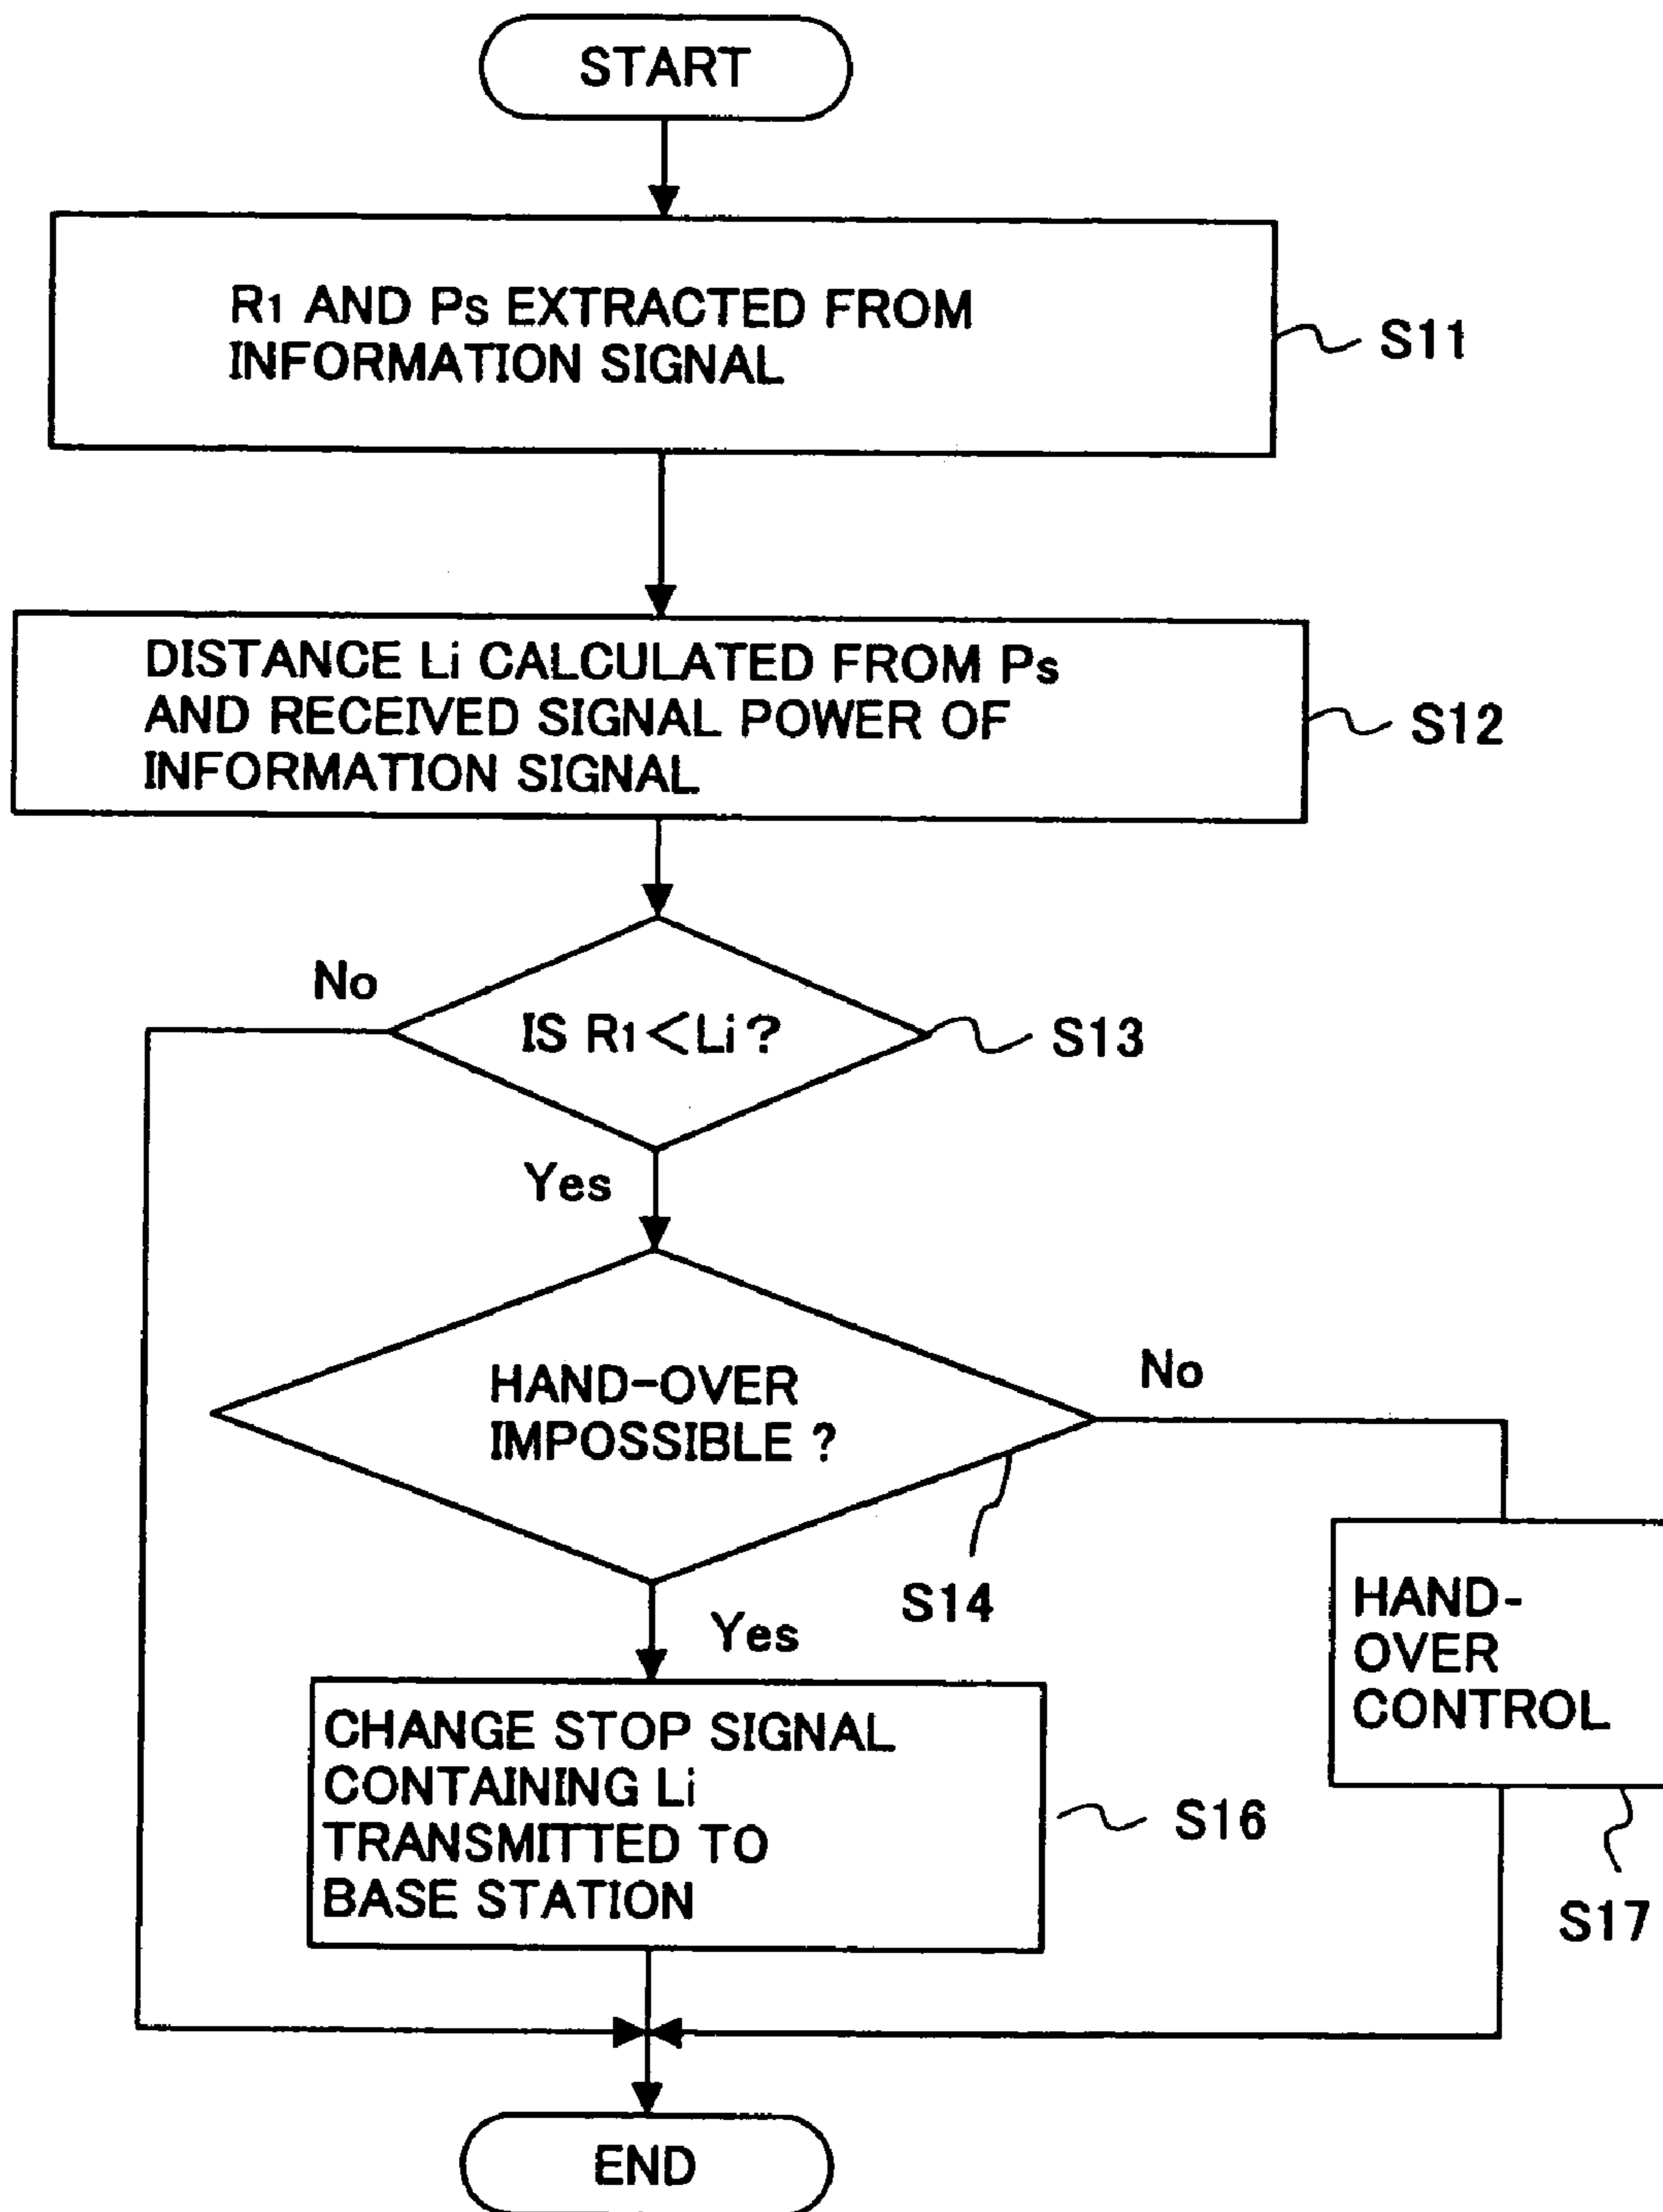 START
R1 AND Ps EXTRACTED FROM
INFORMATION SIGNAL
S11
DISTANCE Li CALCULATED FROM Ps
AND RECEIVED SIGNAL POWER OF
INFORMATION SIGNAL
S12
No
IS R1<Li?
S13
Yes
HAND-OVER
IMPOSSIBLE ?
No
S14
Yes
HAND-
OVER
CONTROL
S17
CHANGE STOP SIGNAL
CONTAINING Li
TRANSMITTED TO
BASE STATION
S16
END